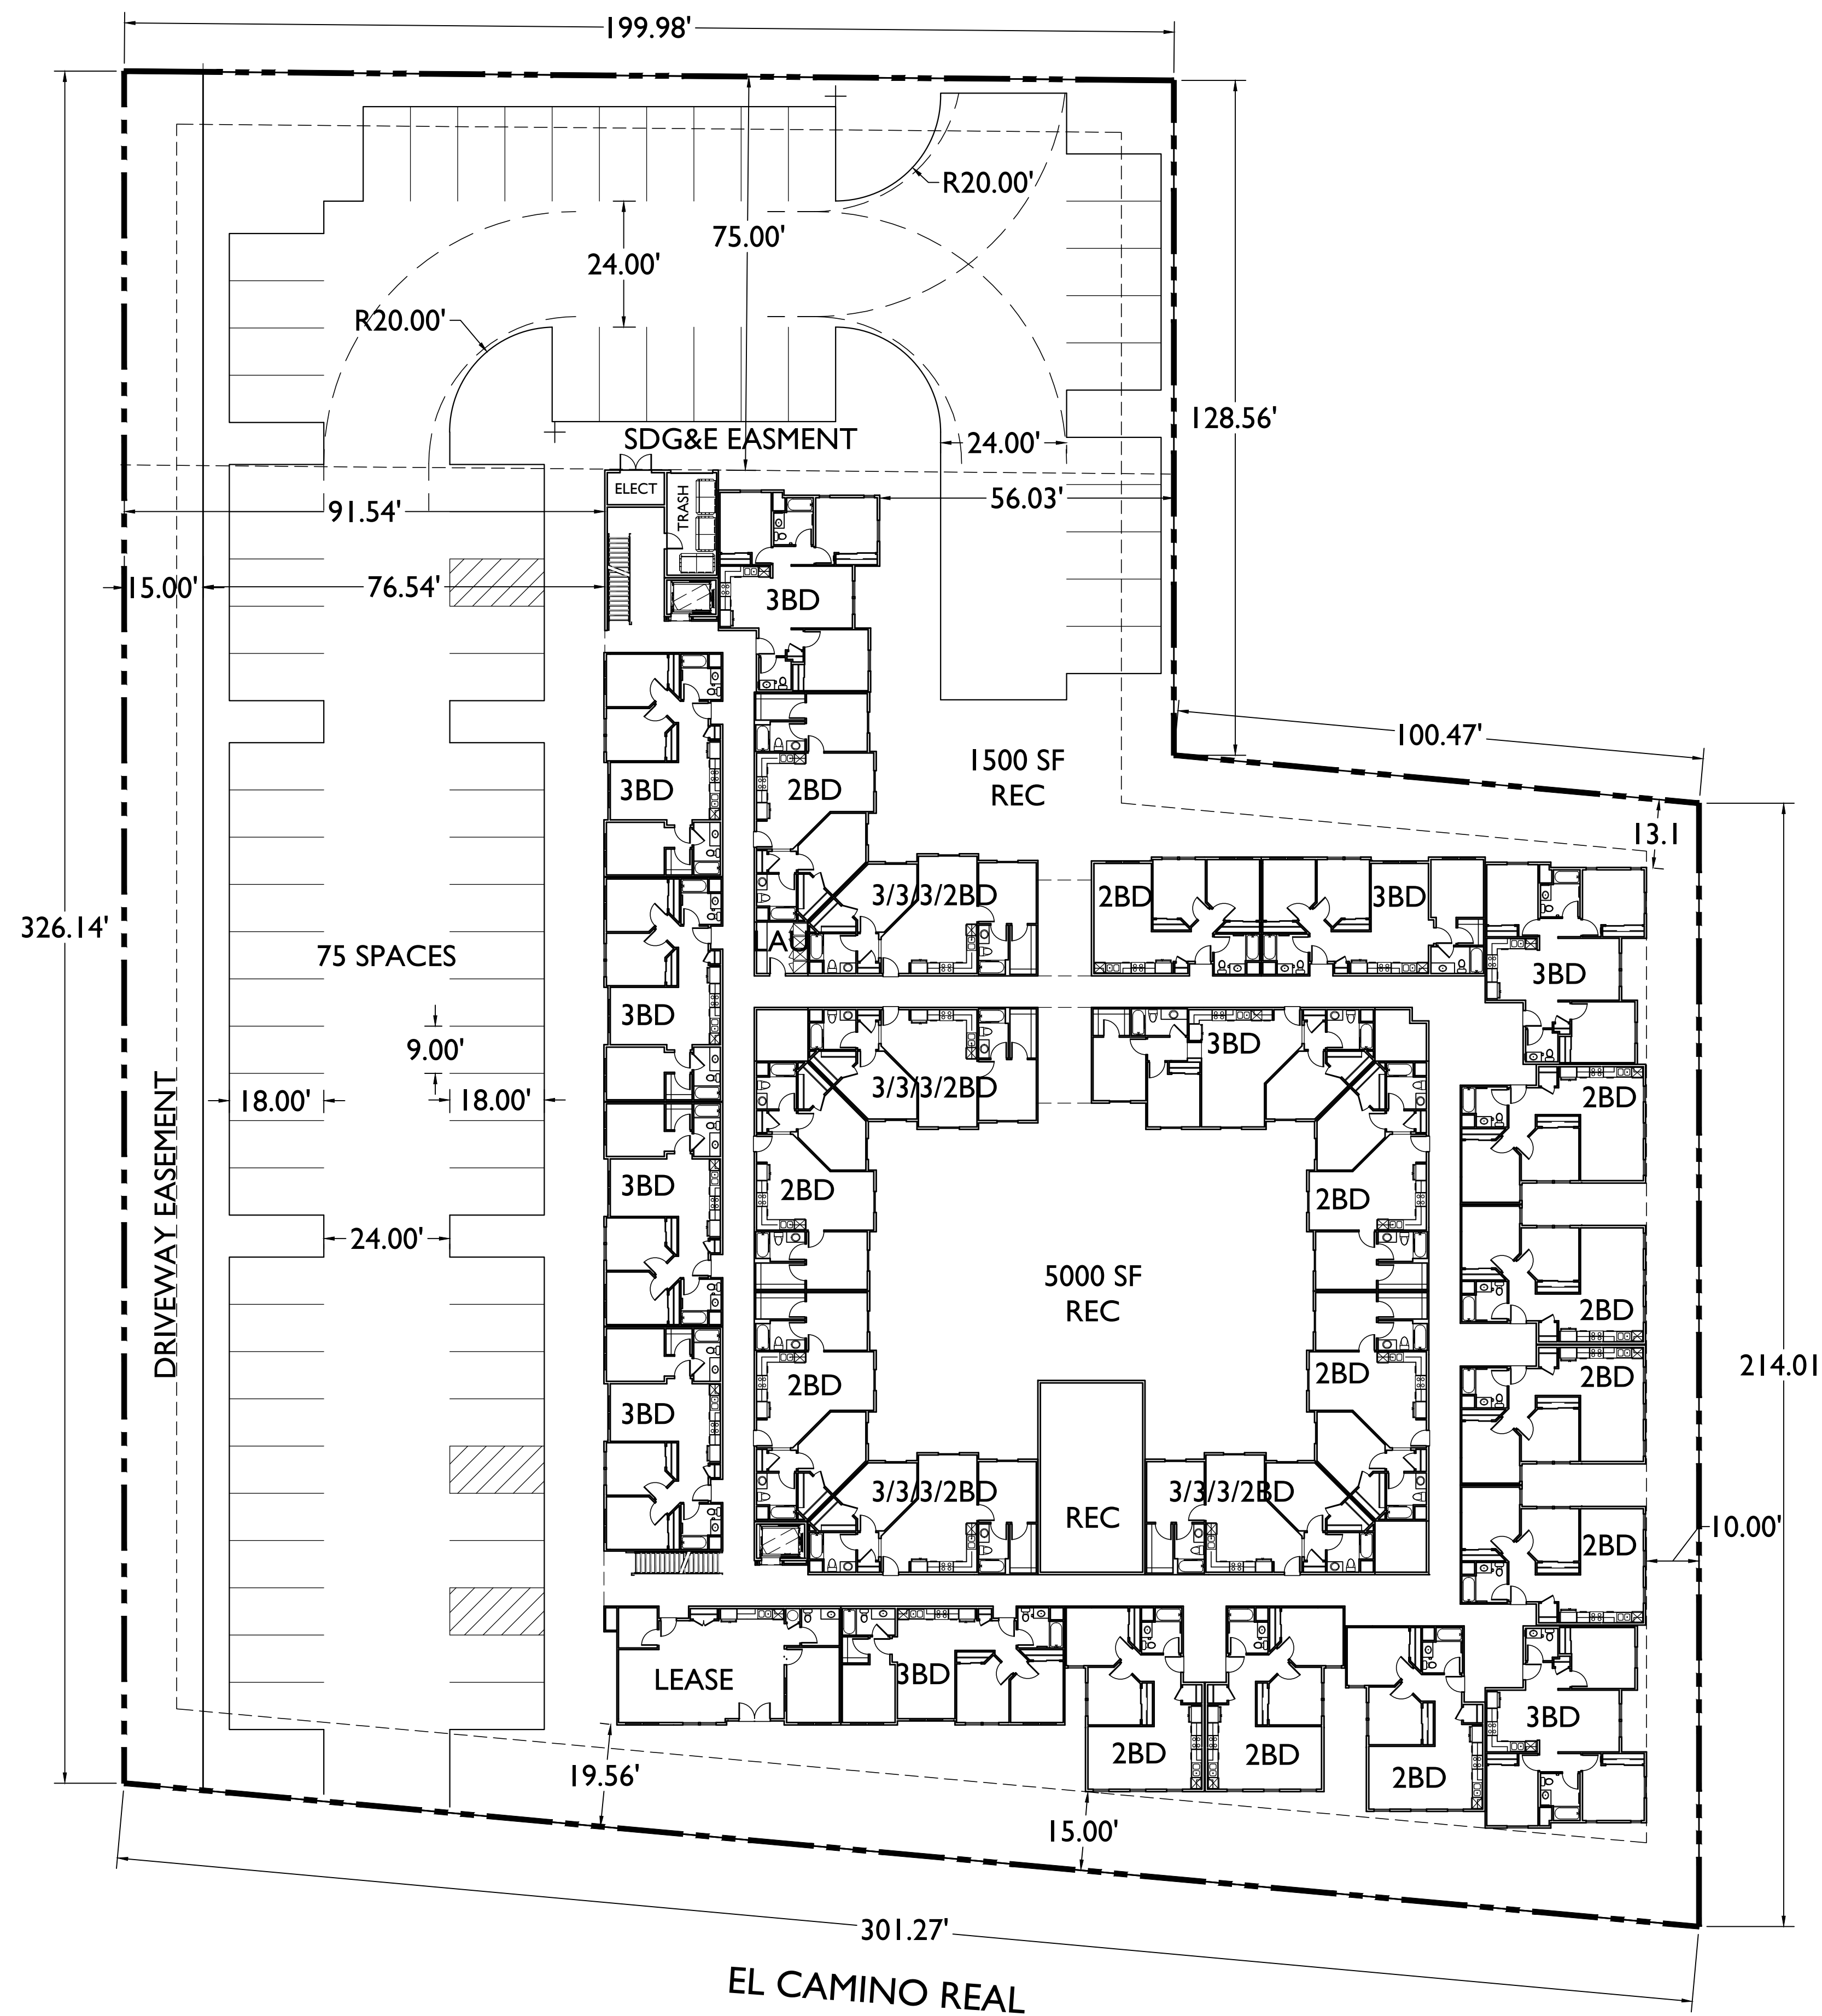 199.98'
R20.00'
75.00'
24.00'
R20.00'
128.56'
SDG&E EASMENT
24.00'
ELECT
TRASH
56.03'
91.54'
15.00'
76.54'
3BD
100.47'
1500 SF
REC
3BD
2BD
13.1
3/3/3/2BD
2BD
3BD
326.14'
LAU
75 SPACES
3BD
3BD
9.00'
3BD
3/3/3/2BD
2BD
18.00'
18.00'
DRIVEWAY EASEMENT
3BD
2BD
2BD
24.00'
5000 SF
REC
2BD
214.01
2BD
2BD
2BD
3BD
3/3/3/2BD
3/3/3/2BD
REC
10.00'
2BD
LEASE
3BD
3BD
2BD
2BD
2BD
19.56'
15.00'
301.27'
EL CAMINO REAL